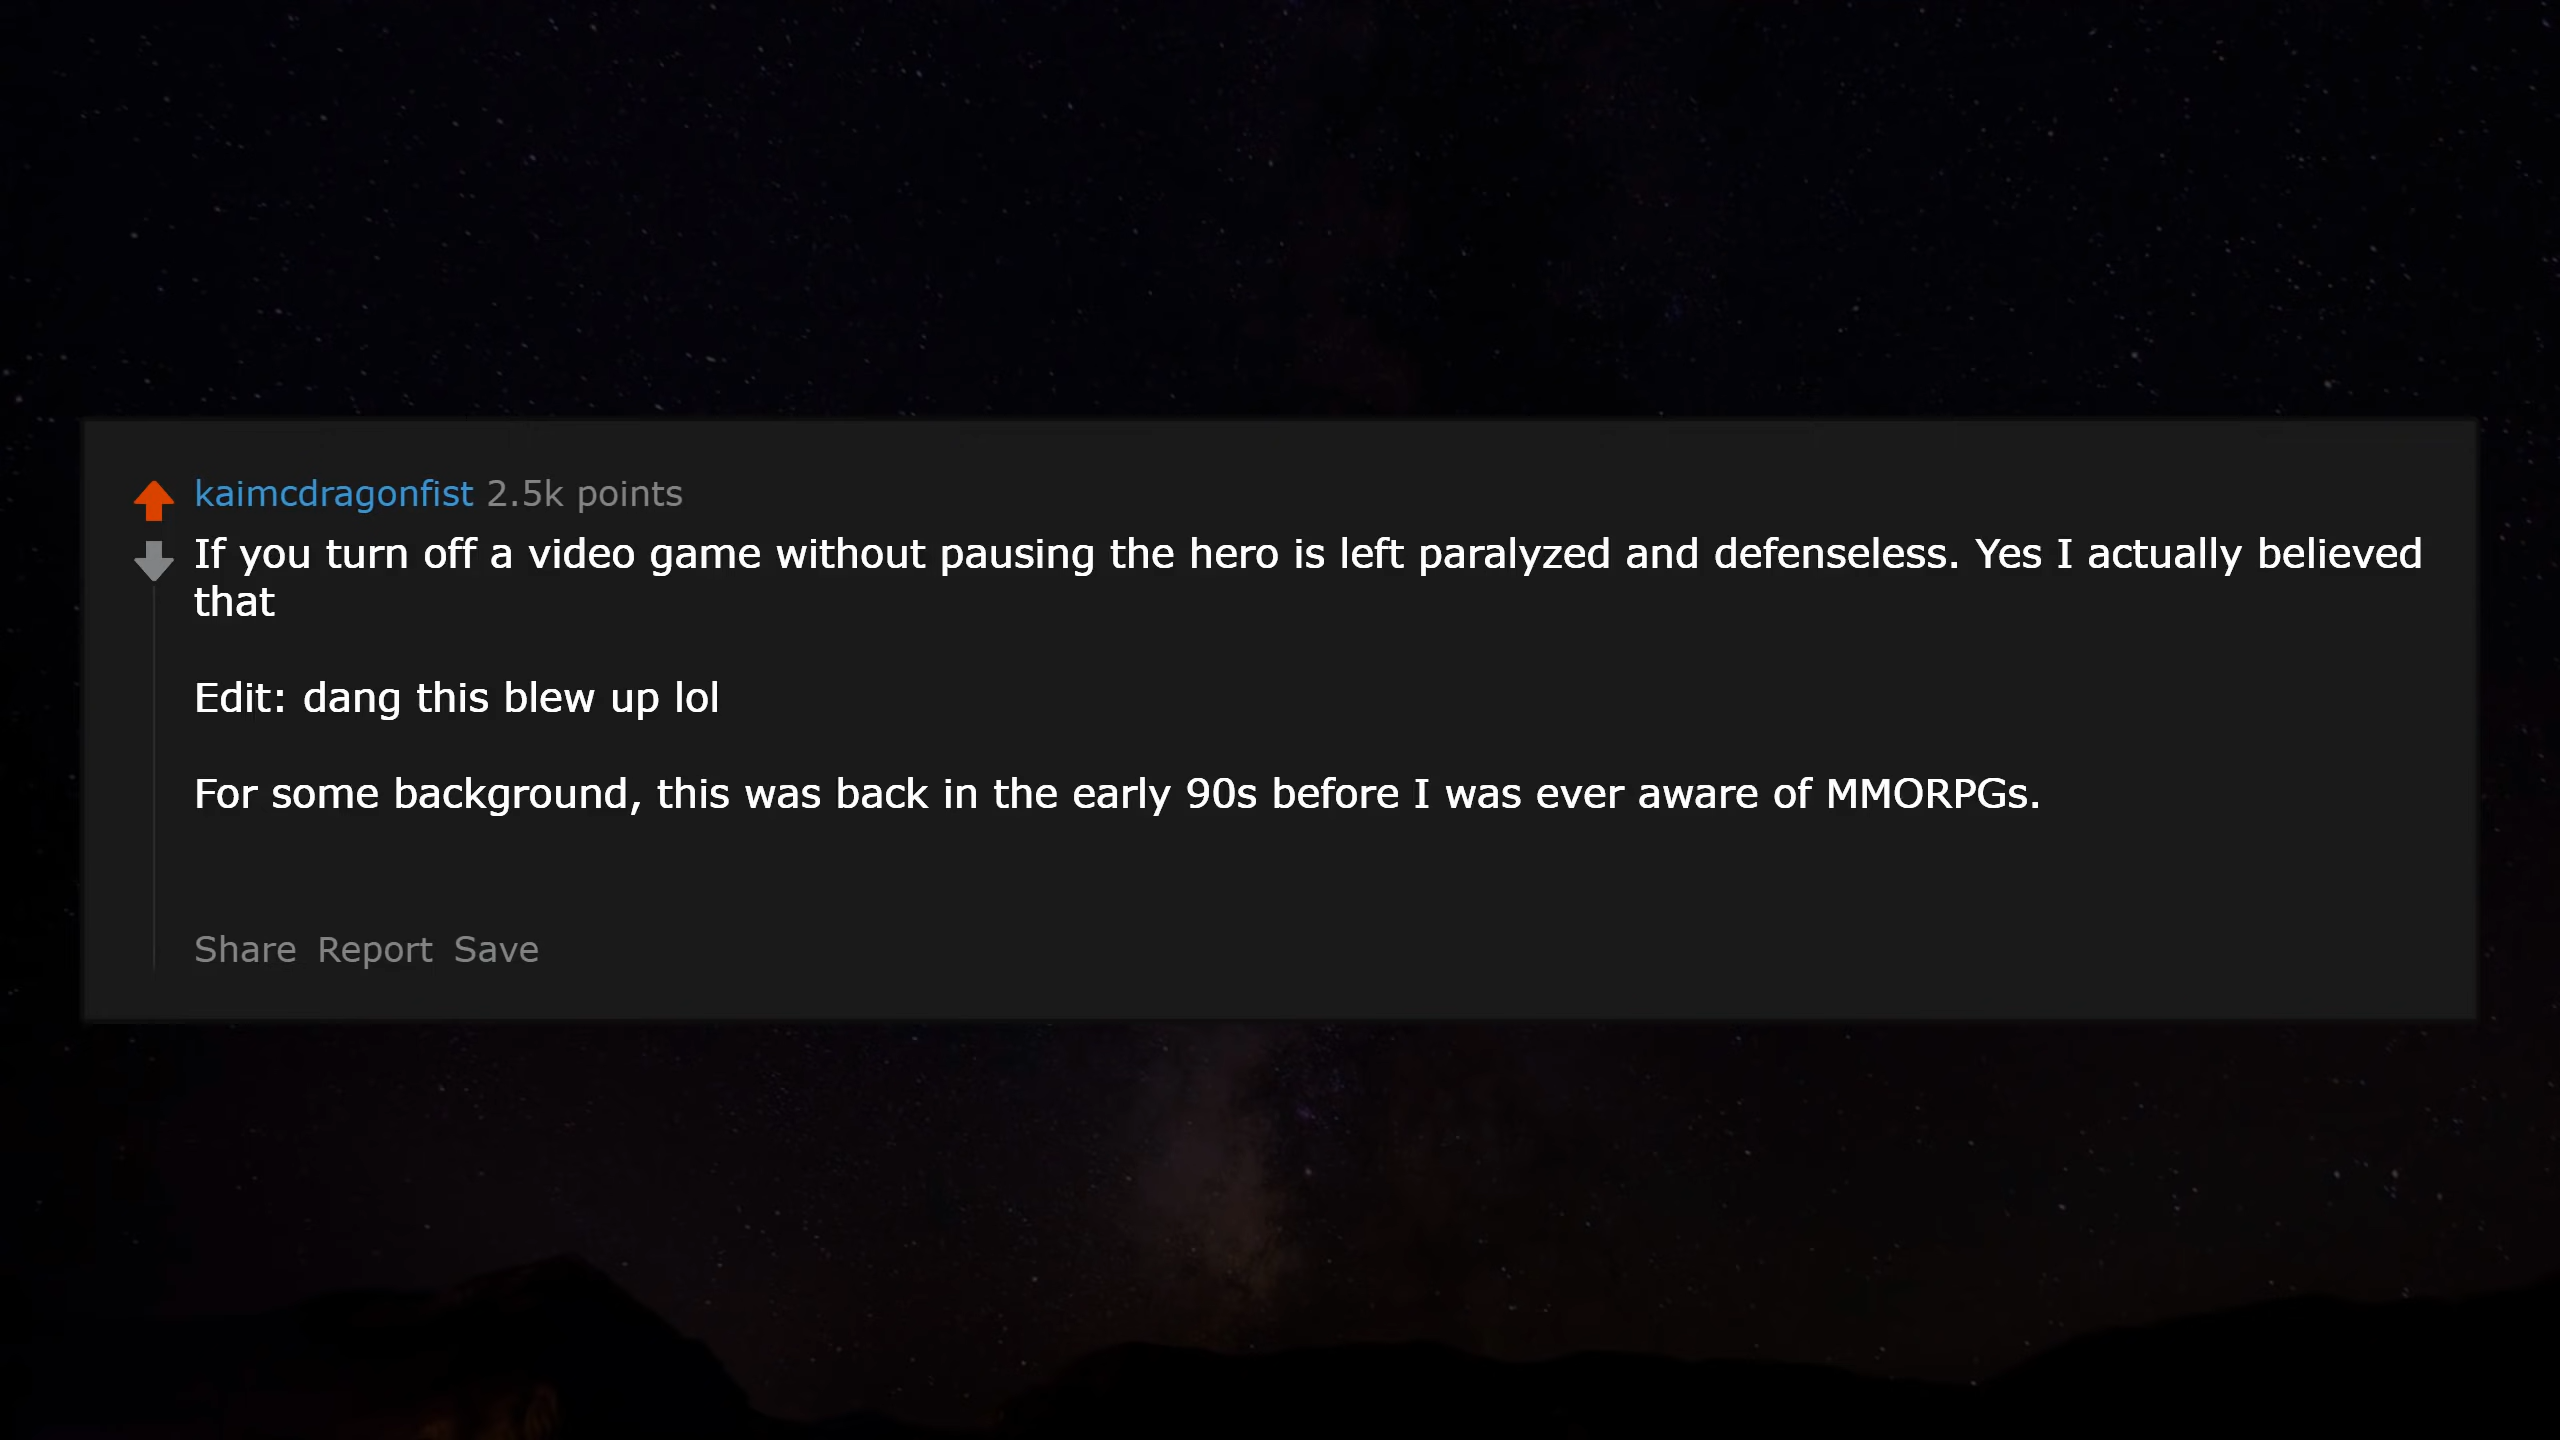 kaimcdragonfist 2.5k points
If you turn off a video game without pausing the hero is left paralyzed and defenseless. Yes I actually believed
that
Edit: dang this blew up lol
For some background, this was back in the early 90s before I was ever aware of MMORPGs.
Share Report Save